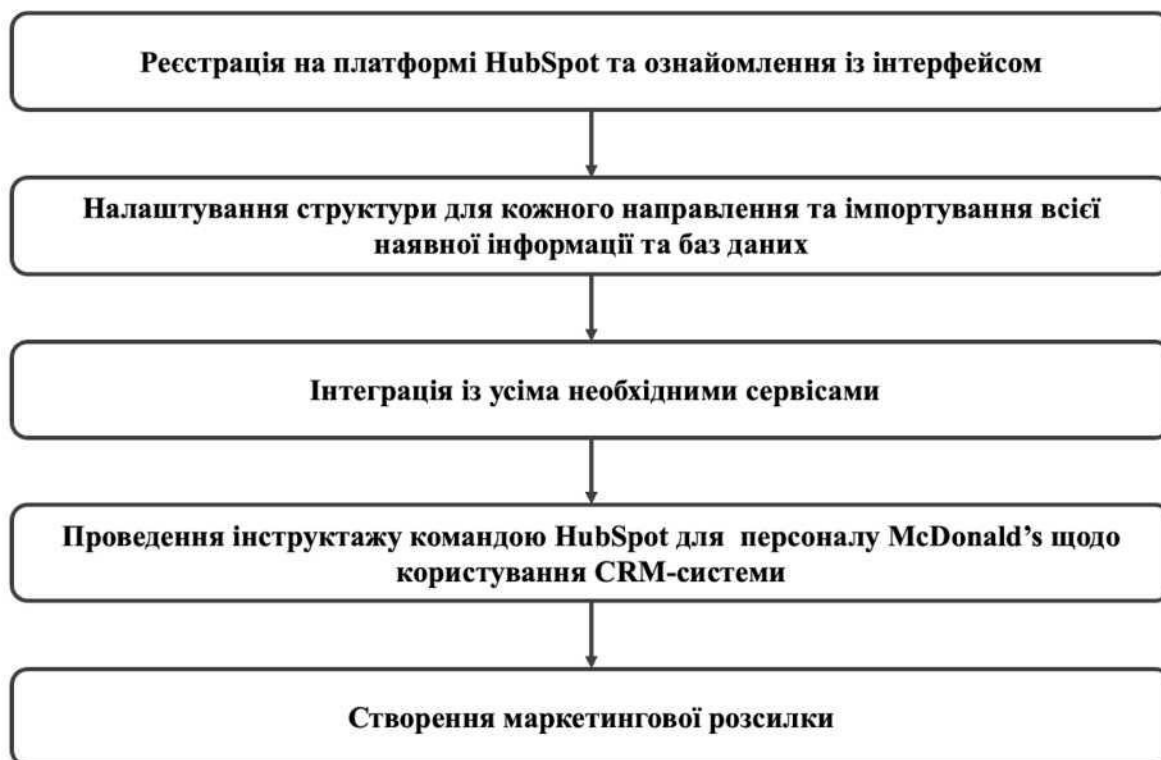 Реєстрація на платформі HubSpot та ознайомлення із інтерфейсом
Налаштування структури для кожного направлення та імпортування всієї
наявної інформації та баз даних
Інтеграція із усіма необхідними сервісами
Проведення інструктажу командою HubSpot для персоналу McDonald’s щодо
користування CRM-системи
Створення маркетингової розсилки